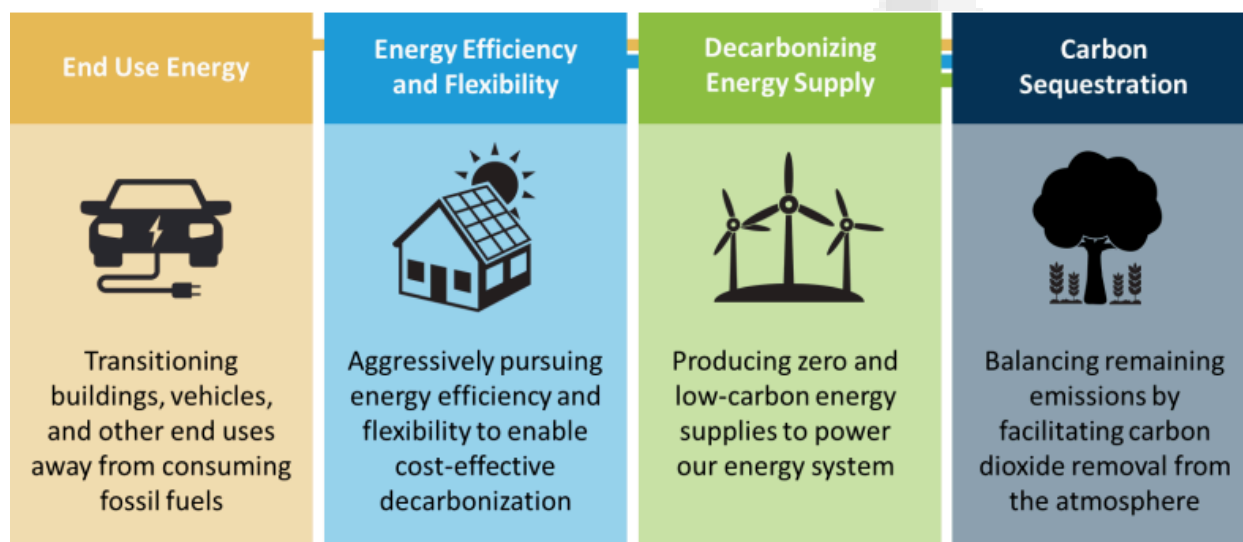 End Use Energy
Transitioning
buildings, vehicles,
and other end uses
away from consuming
fossil fuels
Energy Efficiency
and Flexibility
Aggressively pursuing
energy efficiency and
flexibility to enable
cost-effective
decarbonization
Decarbonizing
Energy Supply
Producing zero and
low-carbon energy
supplies to power
our energy system
Carbon
Sequestration
Balancing remaining
emissions by
facilitating carbon
dioxide removal from
the atmosphere